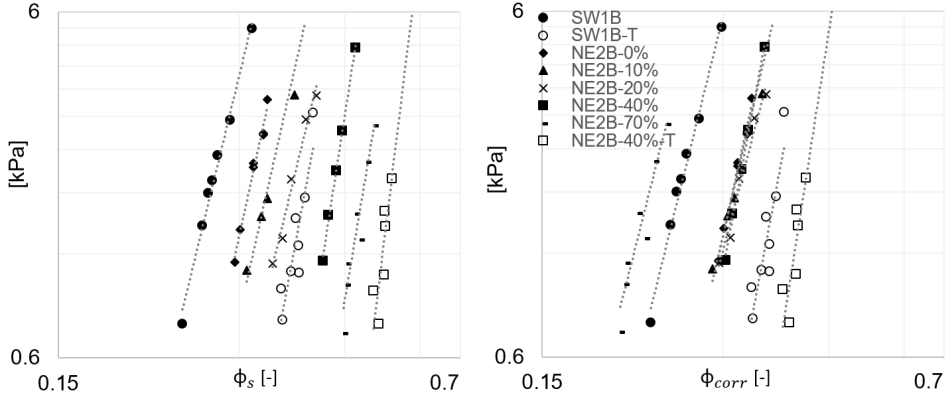 6
[kPa]
0.6
0.15
ϕs [-]
0.7
6
[kPa]
0.6
0.15
ϕcorr [-]
0.7
SW1B
SW1B-T
NE2B-0%
NE2B-10%
NE2B-20%
NE2B-40%
NE2B-70%
NE2B-40%-T